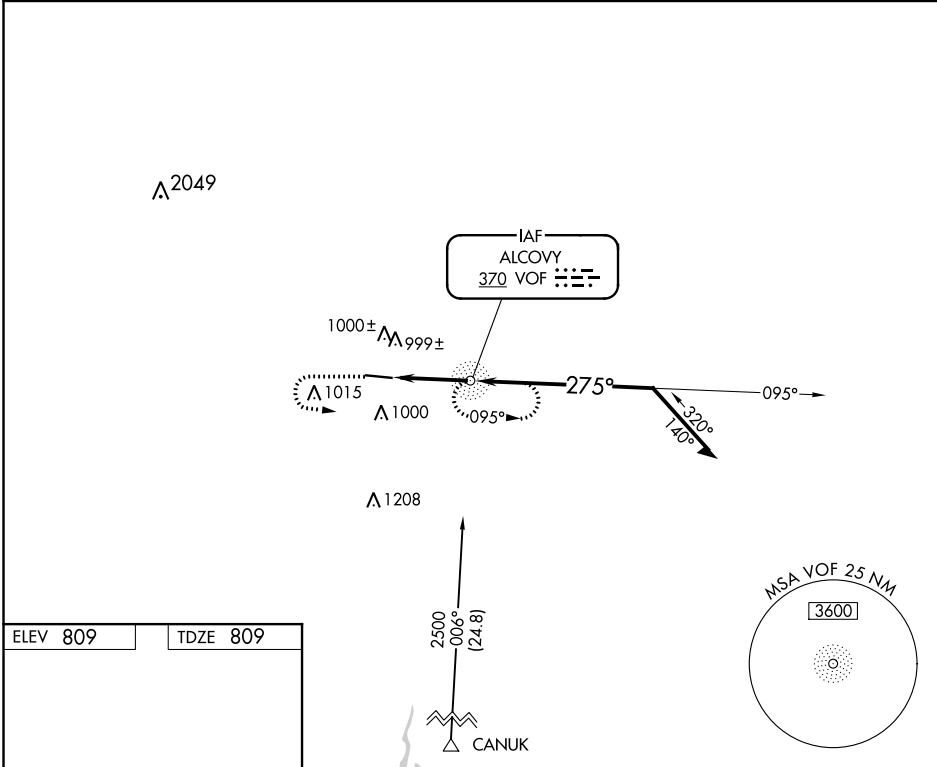 2049
IAF
ALCOVY
370 VOF
1000±
999±
1015
1000
275°
095°
095°
320°
140°
1208
2500
006°
(24.8)
CANUK
MSA VOF 25 NM
3600
ELEV 809
TDZE 809